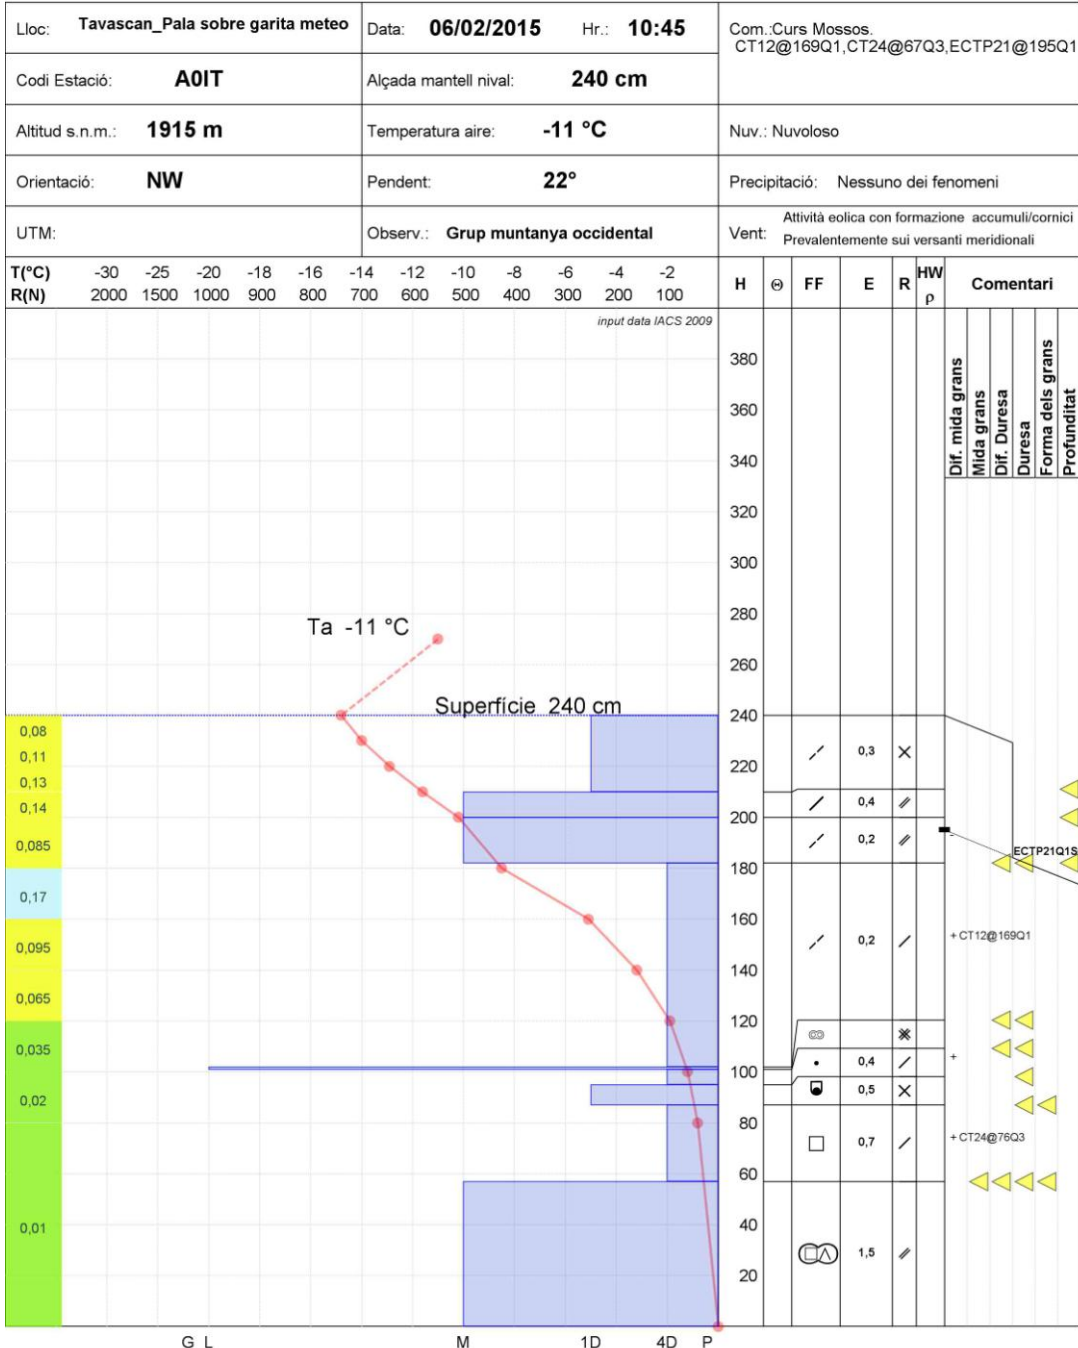 Lloc: Tavascan_Pala sobre garita meteo
Data: 06/02/2015 Hr.: 10:45
Com.:Curs Mossos.
CT12@169Q1,CT24@67Q3,ECTP21@195Q1
Codi Estació: A0IT
Alçada mantell nival: 240 cm
Altitud s.n.m.: 1915 m
Temperatura aire: -11 °C
Nuv.: Nuvoloso
Orientació: NW
Pendent: 22°
Precipitació: Nessuno dei fenomeni
UTM:
Observ.: Grup muntanya occidental
Vent: Attività eolica con formazione accumuli/cornici
Prevalentemente sui versanti meridionali
T(°C) -30 -25 -20 -18 -16 -14 -12 -10 -8 -6 -4 -2
R(N) 2000 1500 1000 900 800 700 600 500 400 300 200 100
H Θ FF E R HW ρ Comentari
input data IACS 2009
Dif. mida grans
Mida grans
Dif. Duresa
Duresa
Forma dels grans
Profunditat
380
360
340
320
300
280
Ta -11 °C
260
Superfície 240 cm
240
0,08
0,11
0,3
220
0,13
0,14
0,4
200
0,085
0,2
ECTP21Q1S
180
0,17
160
0,095
0,2
+ CT12@169Q1
140
0,065
120
0,035
0,4
+
100
0,02
0,5
80
0,7
+ CT24@76Q3
60
0,01
40
1,5
20
G L M 1D 4D P